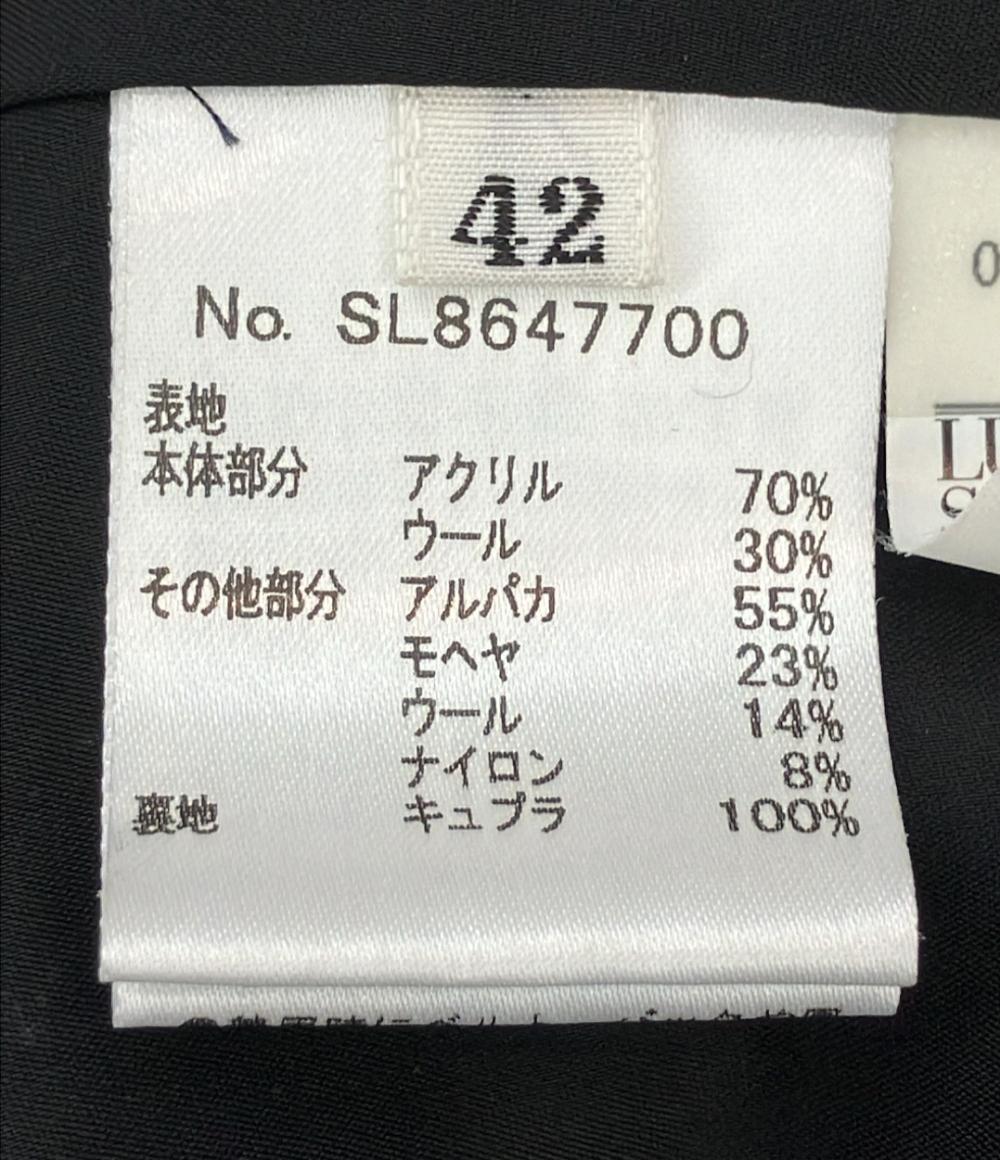 42
No. SL8647700
表地
本体部分 アクリル 70%
ウール 30%
その他部分 アルパカ 55%
モヘヤ 23%
ウール 14%
ナイロン 8%
裏地 キュプラ 100%
0